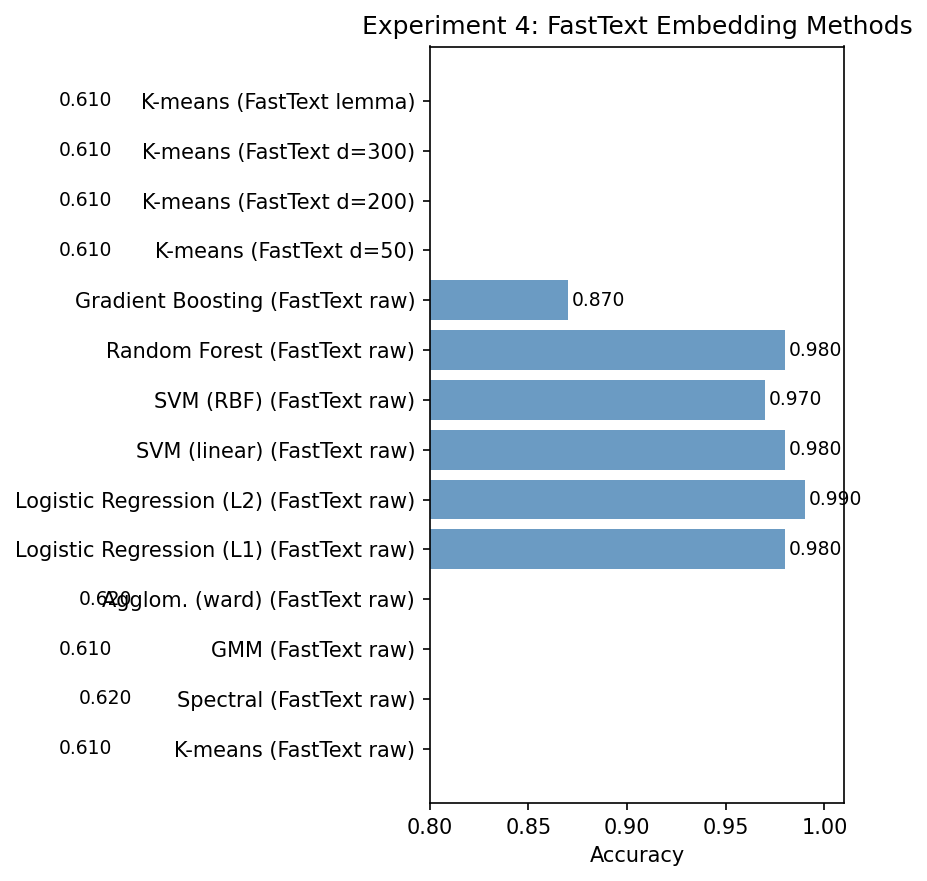 Experiment 4: FastText Embedding Methods
0.610 K-means (FastText lemma)
0.610 K-means (FastText d=300)
0.610 K-means (FastText d=200)
0.610 K-means (FastText d=50)
Gradient Boosting (FastText raw) 0.870
Random Forest (FastText raw) 0.980
SVM (RBF) (FastText raw) 0.970
SVM (linear) (FastText raw) 0.980
Logistic Regression (L2) (FastText raw) 0.990
Logistic Regression (L1) (FastText raw) 0.980
0.620 Agglom. (ward) (FastText raw)
0.610 GMM (FastText raw)
0.620 Spectral (FastText raw)
0.610 K-means (FastText raw)
0.80 0.85 0.90 0.95 1.00
Accuracy